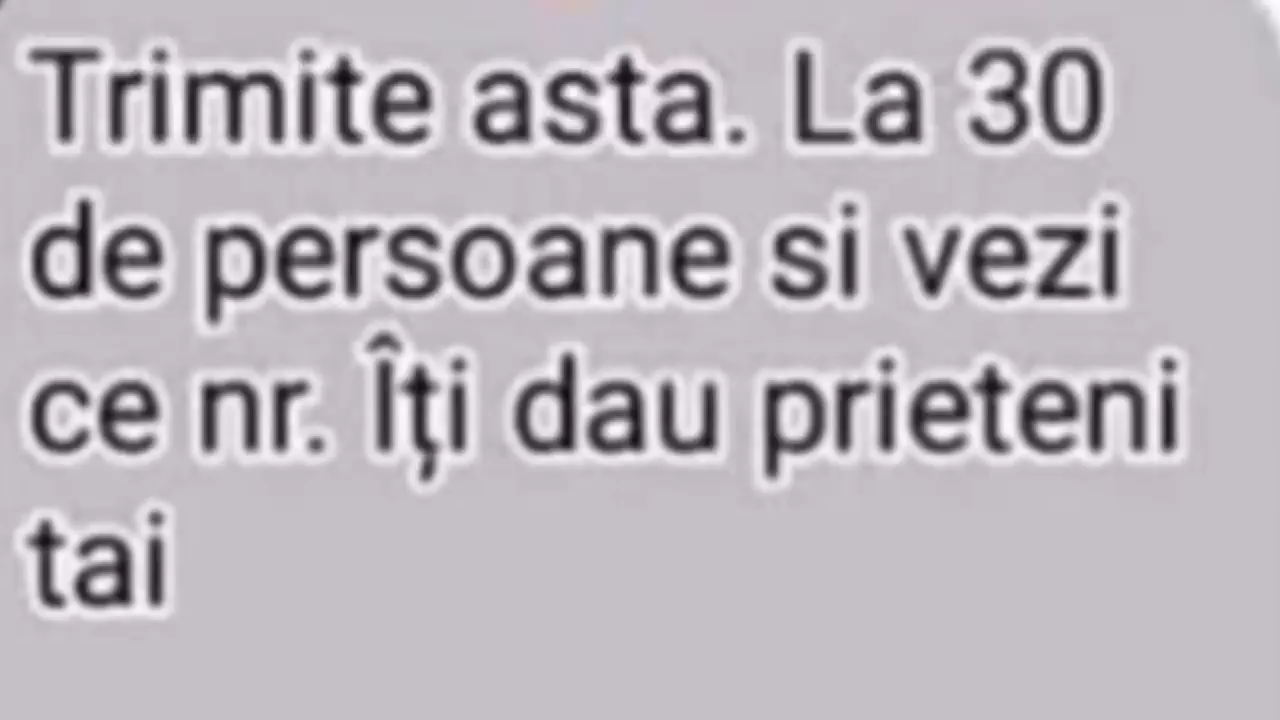 Trimite asta. La 30
de persoane si vezi
ce nr. Îți dau prieteni
tai